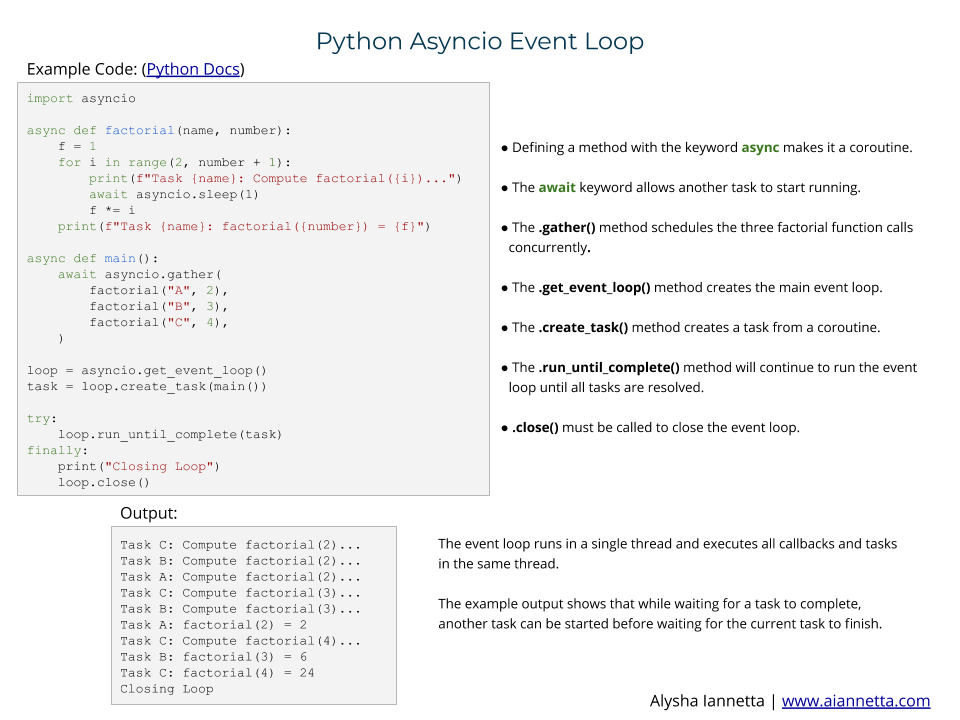 Python Asyncio Event Loop
Example Code: (Python Docs)
import asyncio
async def factorial(name, number):
    f = 1
    for i in range(2, number + 1):
        print(f"Task {name}: Compute factorial({i})...")
        await asyncio.sleep(1)
        f *= i
    print(f"Task {name}: factorial({number}) = {f}")
async def main():
    await asyncio.gather(
        factorial("A", 2),
        factorial("B", 3),
        factorial("C", 4),
    )
loop = asyncio.get_event_loop()
task = loop.create_task(main())
try:
    loop.run_until_complete(task)
finally:
    print("Closing Loop")
    loop.close()
● Defining a method with the keyword async makes it a coroutine.
● The await keyword allows another task to start running.
● The .gather() method schedules the three factorial function calls
concurrently.
● The .get_event_loop() method creates the main event loop.
● The .create_task() method creates a task from a coroutine.
● The .run_until_complete() method will continue to run the event
loop until all tasks are resolved.
● .close() must be called to close the event loop.
Output:
Task C: Compute factorial(2)...
Task B: Compute factorial(2)...
Task A: Compute factorial(2)...
Task C: Compute factorial(3)...
Task B: Compute factorial(3)...
Task A: factorial(2) = 2
Task C: Compute factorial(4)...
Task B: factorial(3) = 6
Task C: factorial(4) = 24
Closing Loop
The event loop runs in a single thread and executes all callbacks and tasks
in the same thread.
The example output shows that while waiting for a task to complete,
another task can be started before waiting for the current task to finish.
Alysha Iannetta | www.aiannetta.com